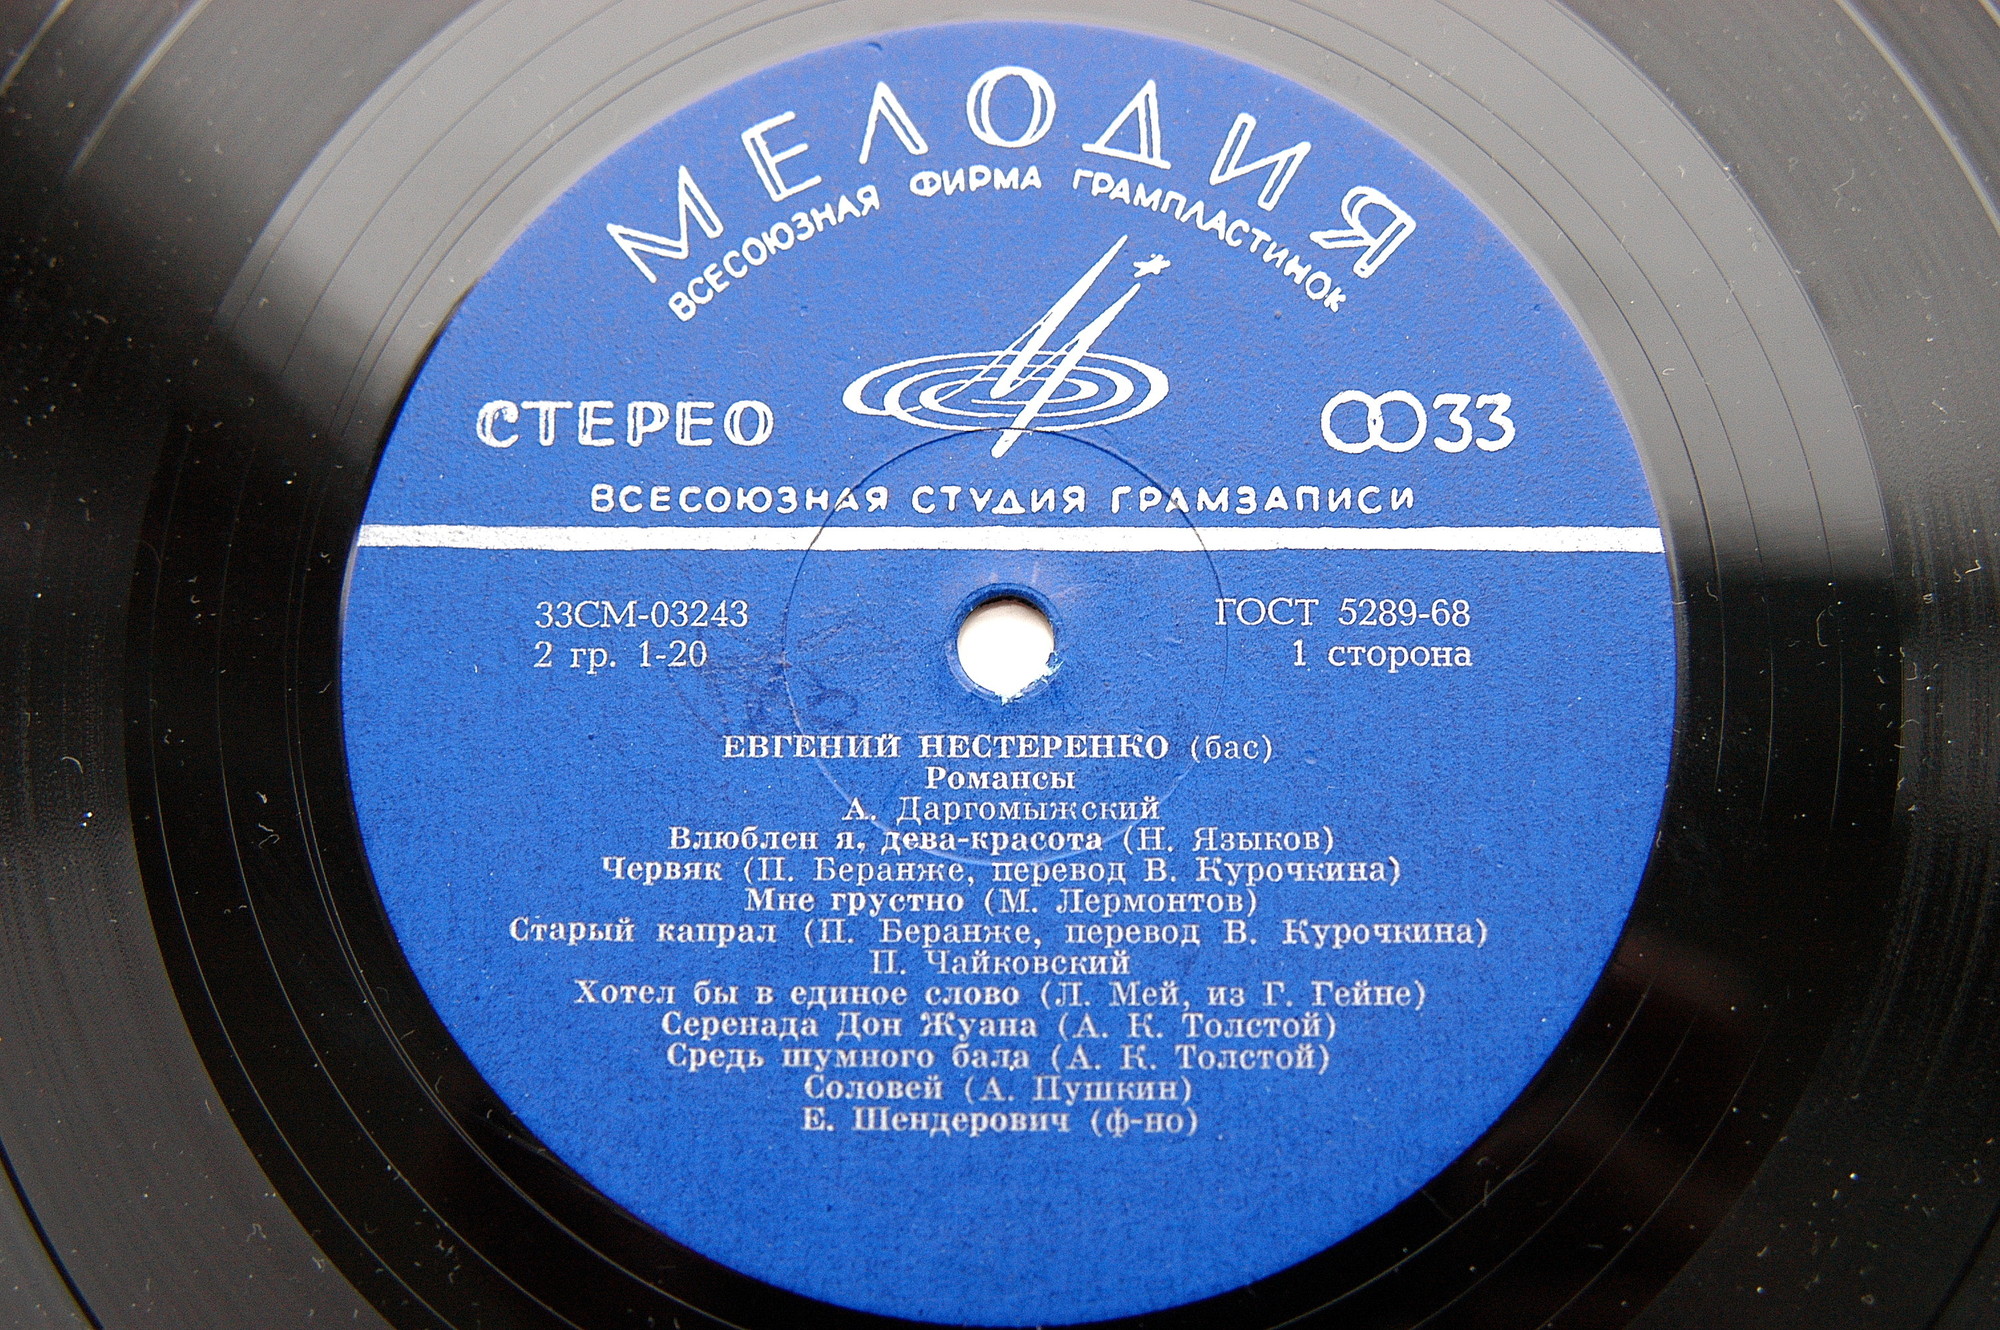 МЕЛОДИЯ
ВСЕСОЮЗНАЯ ФИРМА ГРАМПЛАСТИНОК
СТЕРЕО
33
ВСЕСОЮЗНАЯ СТУДИЯ ГРАМЗАПИСИ
33СМ-03243
ГОСТ 5289-68
2 гр. 1-20
1 сторона
ЕВГЕНИЙ НЕСТЕРЕНКО (бас)
Романсы
А. Даргомыжский
Влюблен я, дева-красота (Н. Языков)
Червяк (П. Беранже, перевод В. Курочкина)
Мне грустно (М. Лермонтов)
Старый капрал (П. Беранже, перевод В. Курочкина)
П. Чайковский
Хотел бы в единое слово (Л. Мей, из Г. Гейне)
Серенада Дон Жуана (А. К. Толстой)
Средь шумного бала (А. К. Толстой)
Соловей (А. Пушкин)
Е. Шендерович (ф-но)